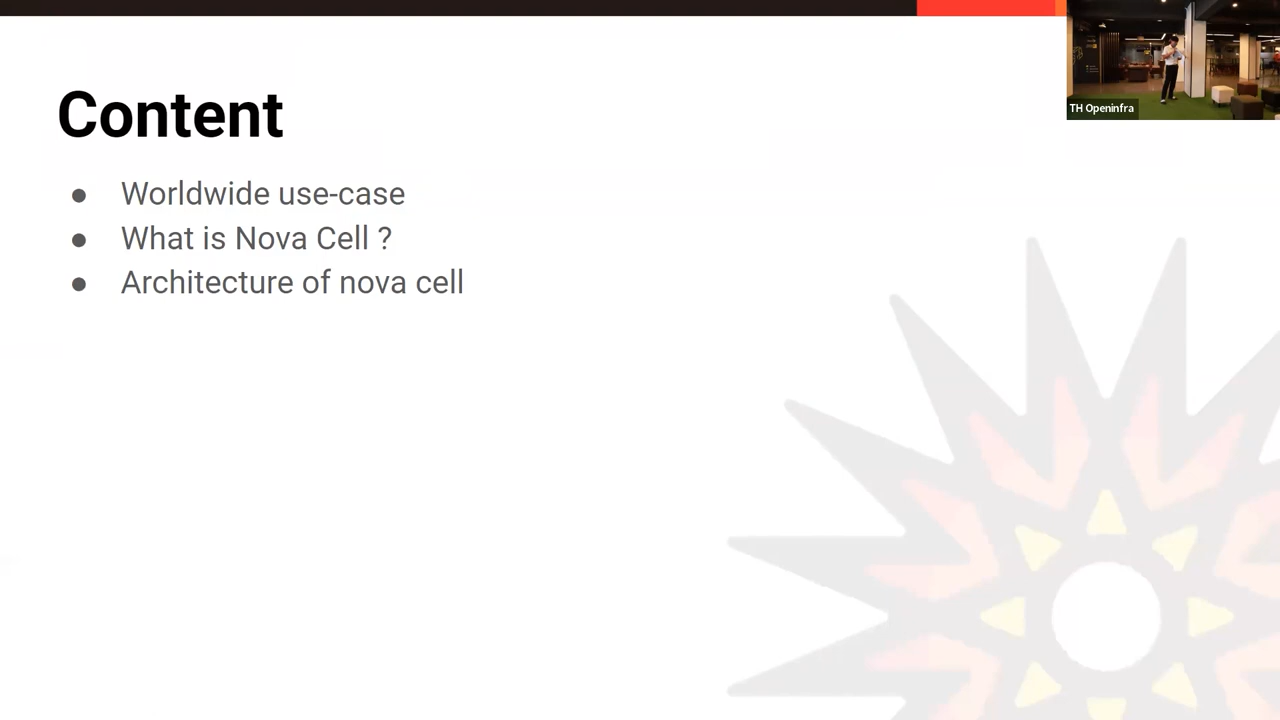 Content
● Worldwide use-case
● What is Nova Cell ?
● Architecture of nova cell
TH Openinfra